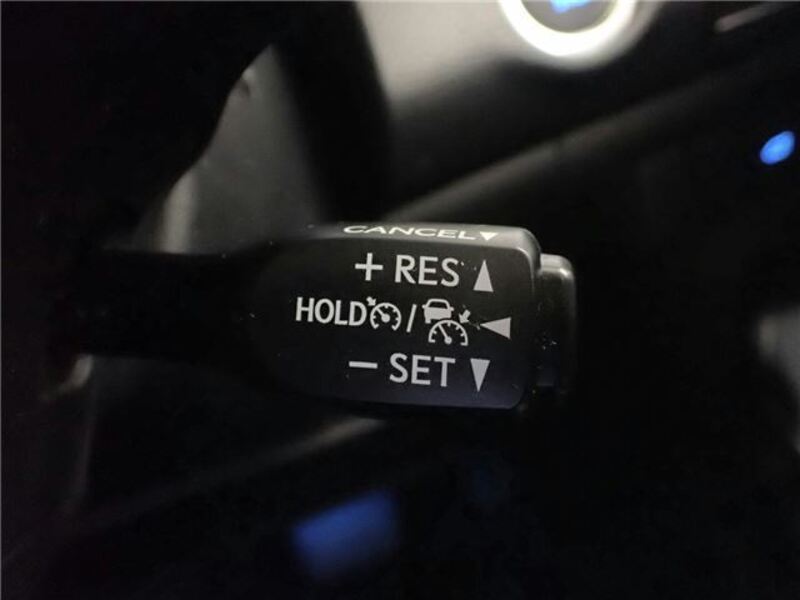 CANCEL▼
+ RES ▲
HOLD / ◀
− SET ▼